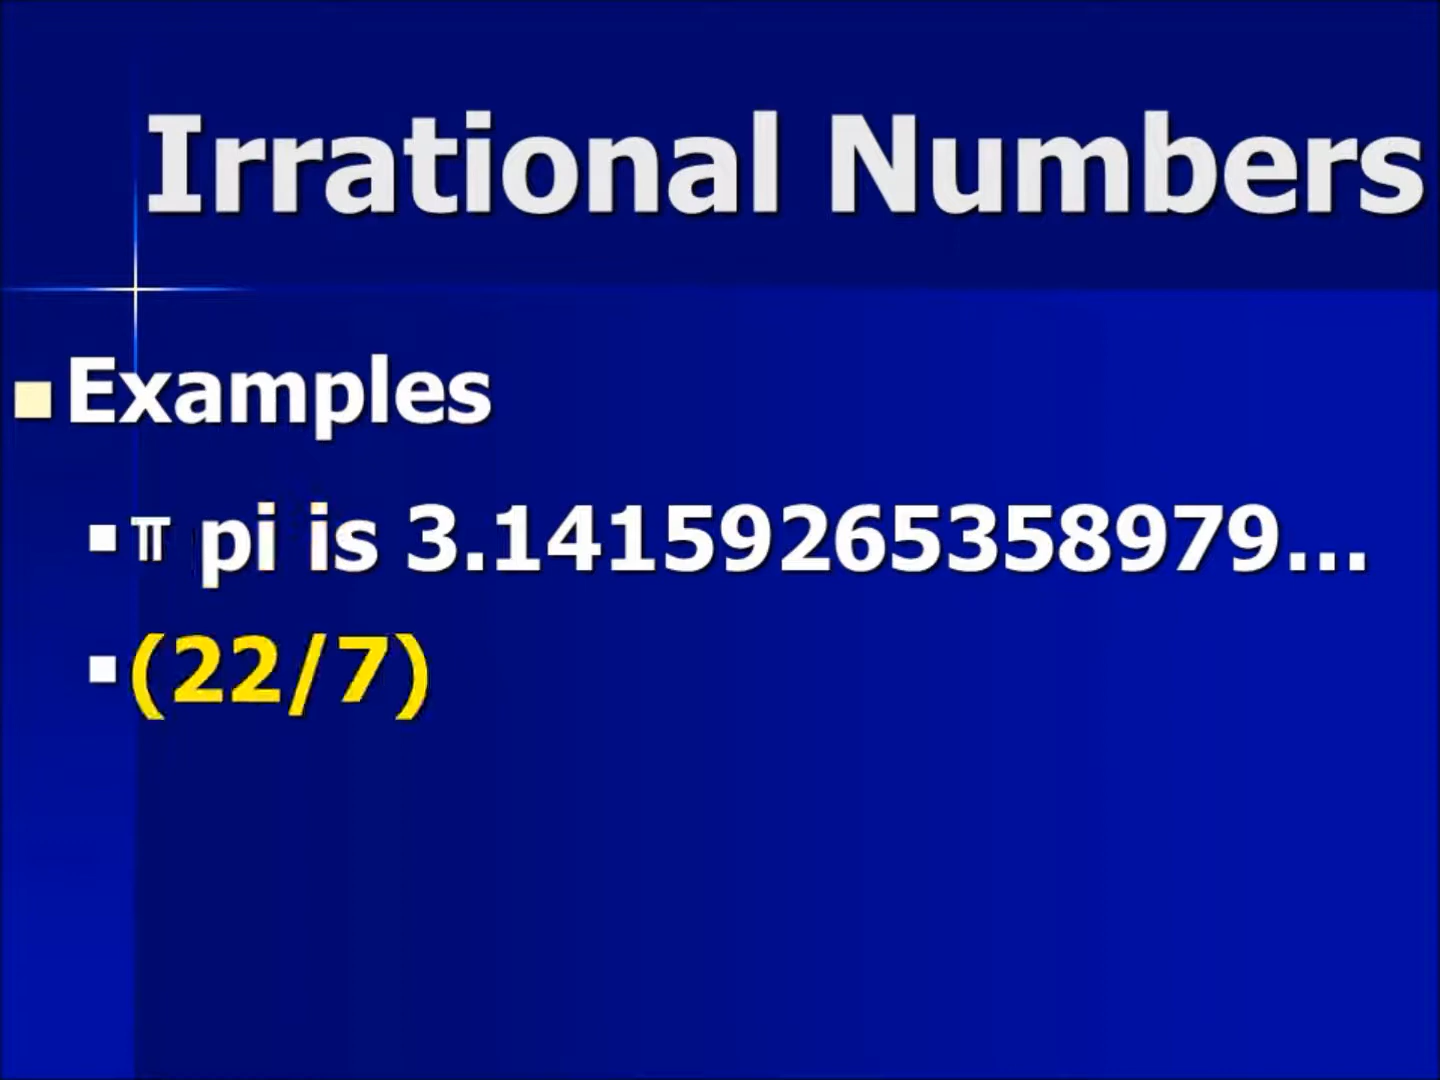 Irrational Numbers
Examples
π pi is 3.14159265358979...
(22/7)